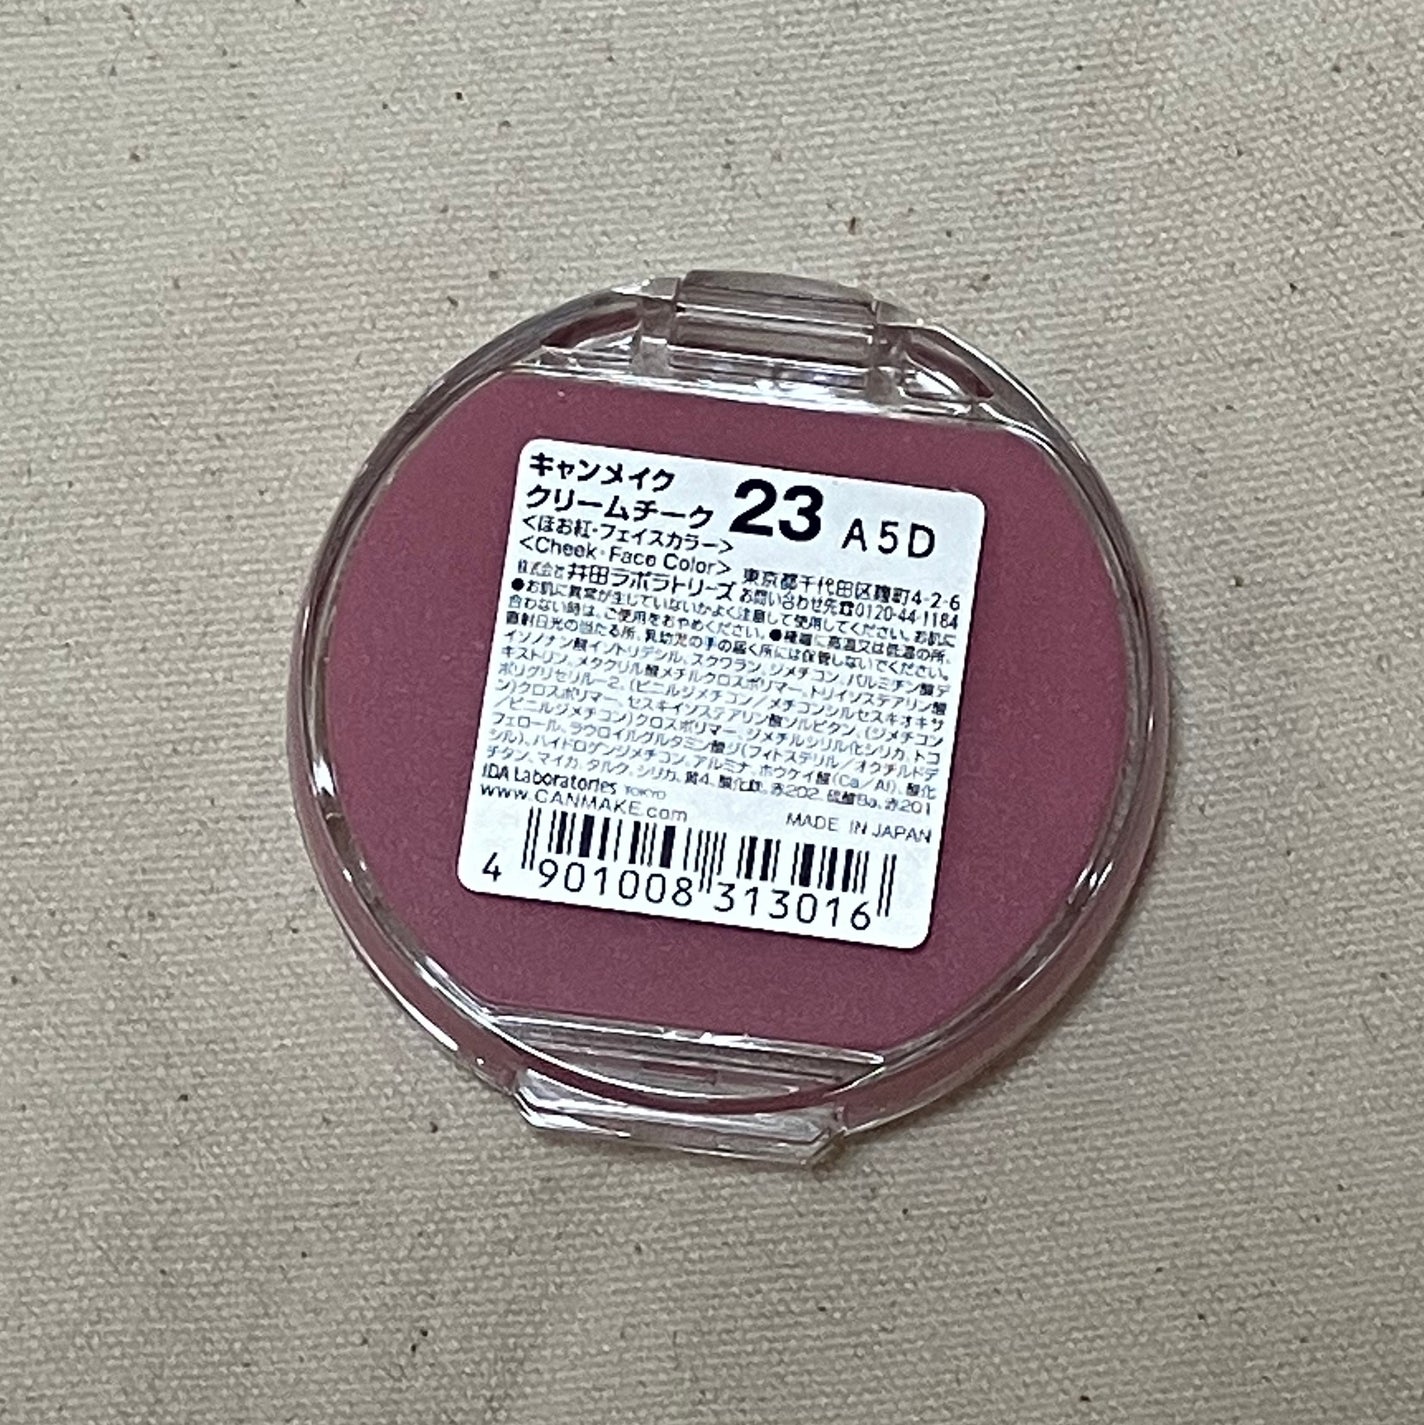 キャンメイク
クリームチーク 23 A5D
<ほお紅・フェイスカラー>
<Cheek・Face Color> 東京都千代田区麹町4-2-6
株式会社井田ラボラトリーズ お問い合わせ先☎0120-44-1184
●お肌に異常が生じていないかよく注意して使用してください。お肌に
合わない時は、ご使用をおやめください。●極端に高温又は低温の所、
直射日光の当たる所、乳幼児の手の届く所には保管しないでください。
イソノナン酸イソトリデシル、スクワラン、ジメチコン、パルミチン酸デ
キストリン、メタクリル酸メチルクロスポリマー、トリイソステアリン酸
ポリグリセリル-2、(ビニルジメチコン/メチコンシルセスキオキサ
ン)クロスポリマー、セスキイソステアリン酸ソルビタン、(ジメチコン
/ビニルジメチコン)クロスポリマー、ジメチルシリル化シリカ、トコ
フェロール、ラウロイルグルタミン酸ジ(フィトステリル/オクチルドデ
シル)、ハイドロゲンジメチコン、アルミナ、ホウケイ酸(Ca/Al)、酸化
チタン、マイカ、タルク、シリカ、黄4、酸化鉄、赤202、硫酸Ba、赤201
IDA Laboratories TOKYO
www.CANMAKE.com MADE IN JAPAN
4 901008 313016